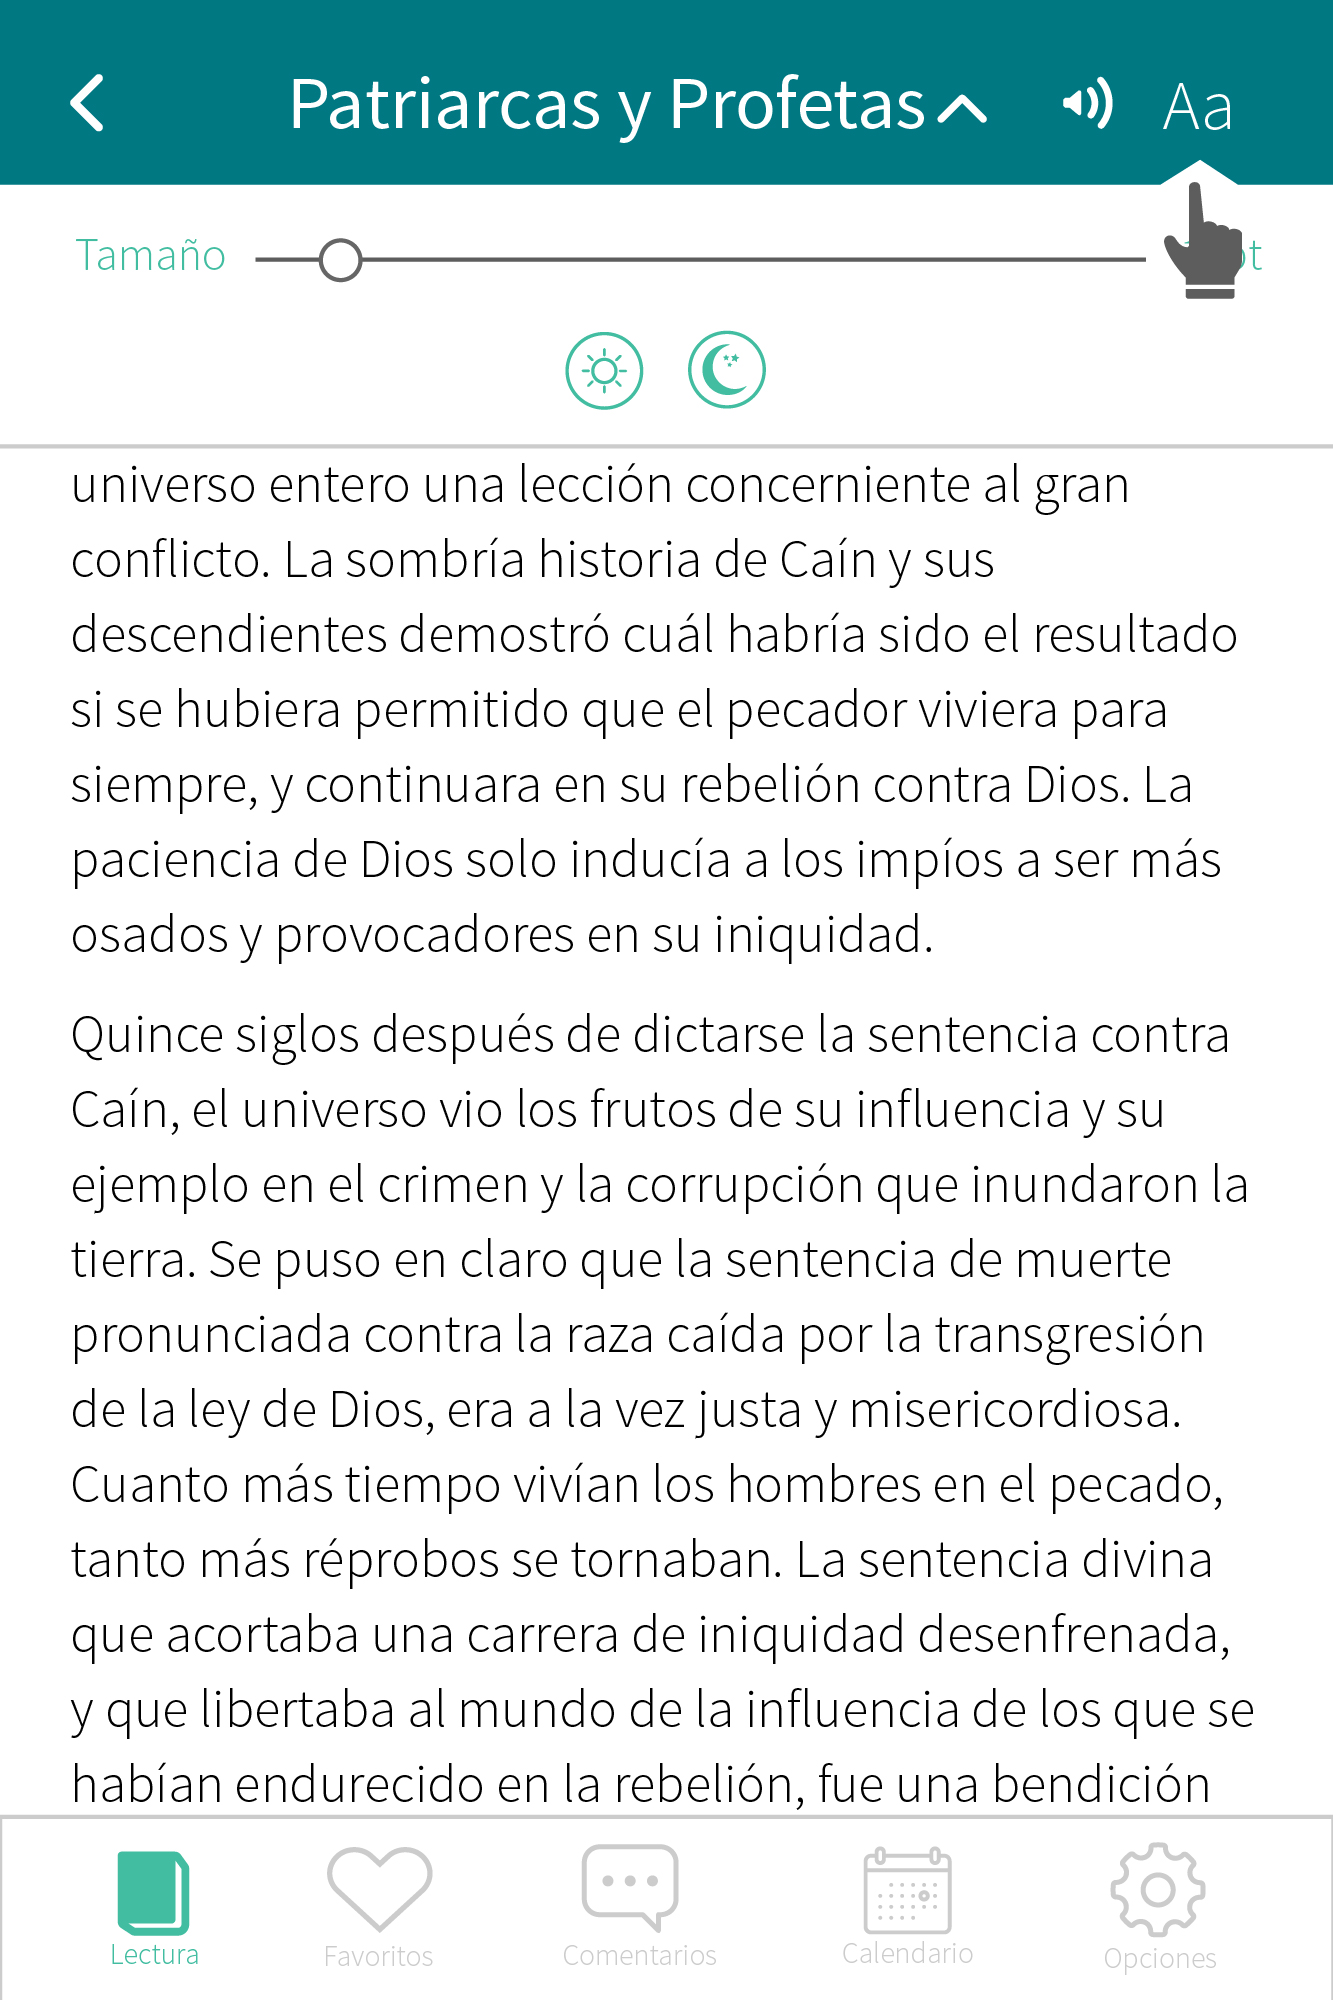 Patriarcas y Profetas
Aa
Tamaño
universo entero una lección concerniente al gran
conflicto. La sombría historia de Caín y sus
descendientes demostró cuál habría sido el resultado
si se hubiera permitido que el pecador viviera para
siempre, y continuara en su rebelión contra Dios. La
paciencia de Dios solo inducía a los impíos a ser más
osados y provocadores en su iniquidad.
Quince siglos después de dictarse la sentencia contra
Caín, el universo vio los frutos de su influencia y su
ejemplo en el crimen y la corrupción que inundaron la
tierra. Se puso en claro que la sentencia de muerte
pronunciada contra la raza caída por la transgresión
de la ley de Dios, era a la vez justa y misericordiosa.
Cuanto más tiempo vivían los hombres en el pecado,
tanto más réprobos se tornaban. La sentencia divina
que acortaba una carrera de iniquidad desenfrenada,
y que libertaba al mundo de la influencia de los que se
habían endurecido en la rebelión, fue una bendición
Lectura
Favoritos
Comentarios
Calendario
Opciones